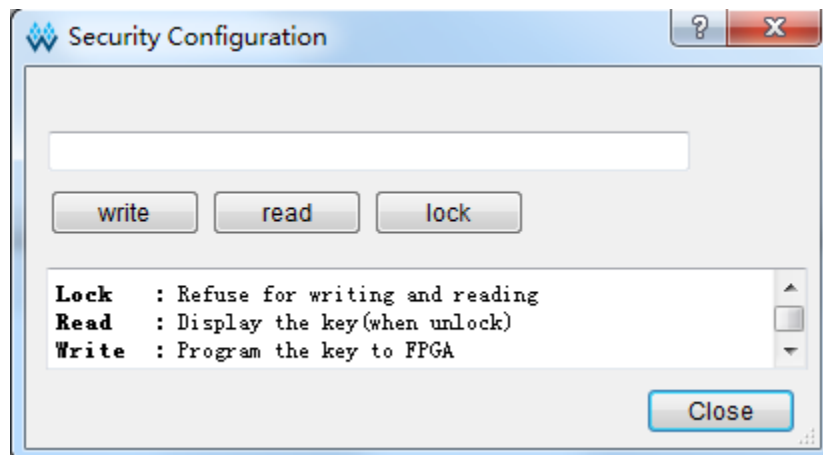 Security Configuration
write read lock
Lock : Refuse for writing and reading
Read : Display the key(when unlock)
Write : Program the key to FPGA
Close